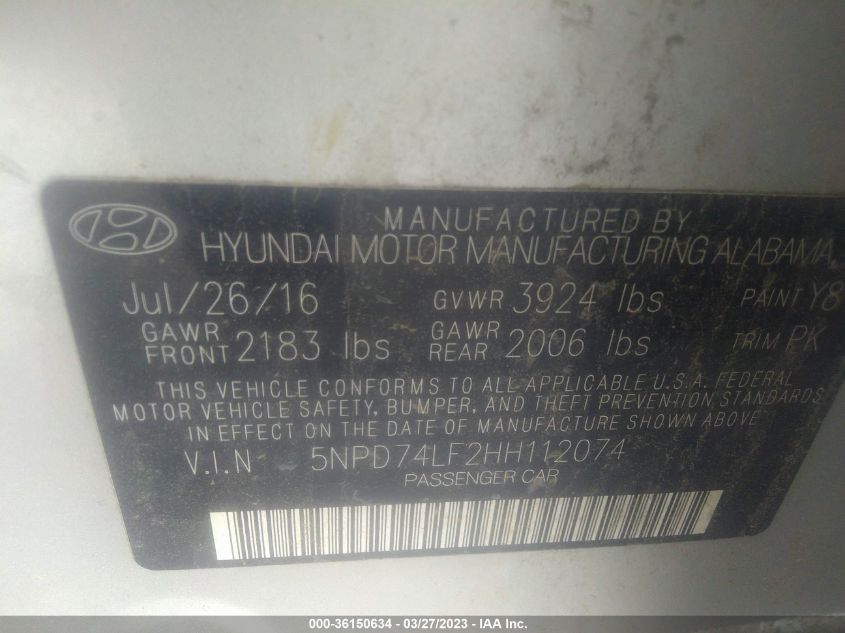 MANUFACTURED BY
HYUNDAI MOTOR MANUFACTURING ALABAMA,
Jul/26/16 GVWR 3924 lbs PAINT Y8
GAWR FRONT 2183 lbs GAWR REAR 2006 lbs TRIM PK
THIS VEHICLE CONFORMS TO ALL APPLICABLE U.S.A. FEDERAL
MOTOR VEHICLE SAFETY, BUMPER, AND THEFT PREVENTION STANDARDS
IN EFFECT ON THE DATE OF MANUFACTURE SHOWN ABOVE
V.I.N 5NPD74LF2HH112074
PASSENGER CAR
000-36150634 - 03/27/2023 - IAA Inc.